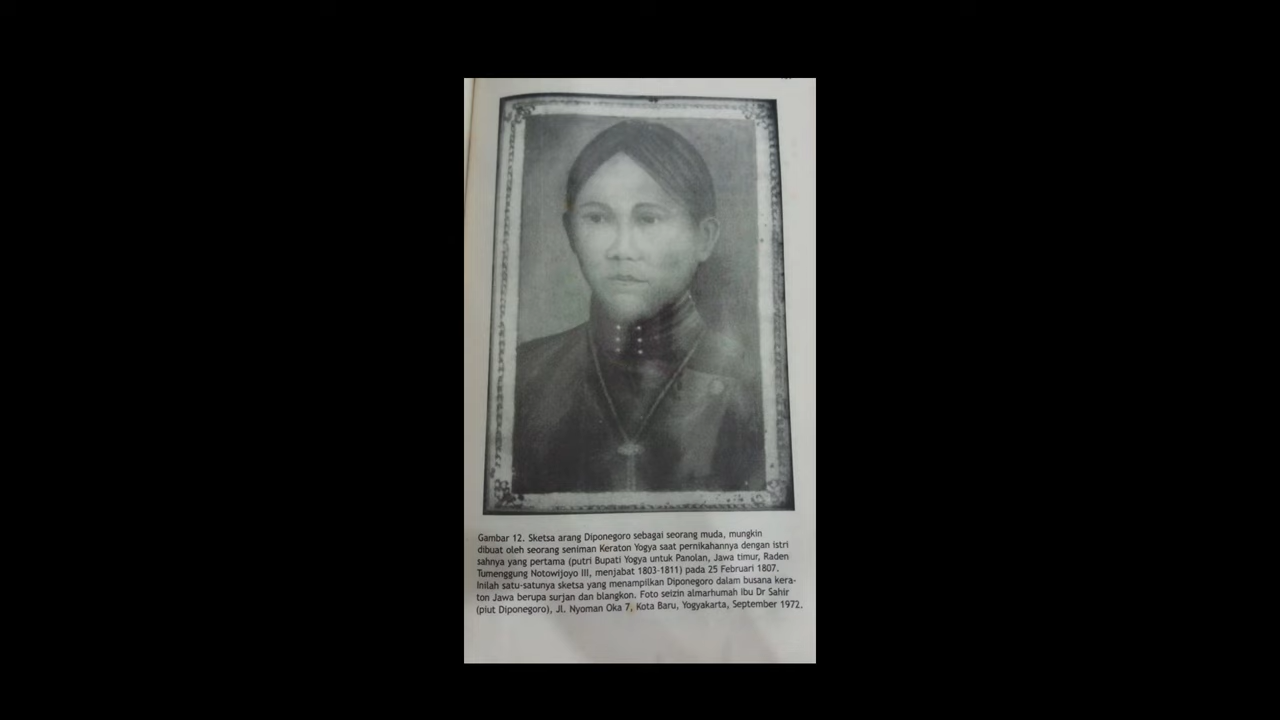 Gambar 12. Sketsa arang Diponegoro sebagai seorang muda, mungkin
dibuat oleh seorang seniman Keraton Yogya saat pernikahannya dengan istri
sahnya yang pertama (putri Bupati Yogya untuk Panolan, Jawa timur, Raden
Tumenggung Notowijoyo III, menjabat 1803-1811) pada 25 Februari 1807.
Inilah satu-satunya sketsa yang menampilkan Diponegoro dalam busana kera-
ton Jawa berupa surjan dan blangkon. Foto seizin almarhumah Ibu Dr Sahir
(piut Diponegoro), Jl. Nyoman Oka 7, Kota Baru, Yogyakarta, September 1972.